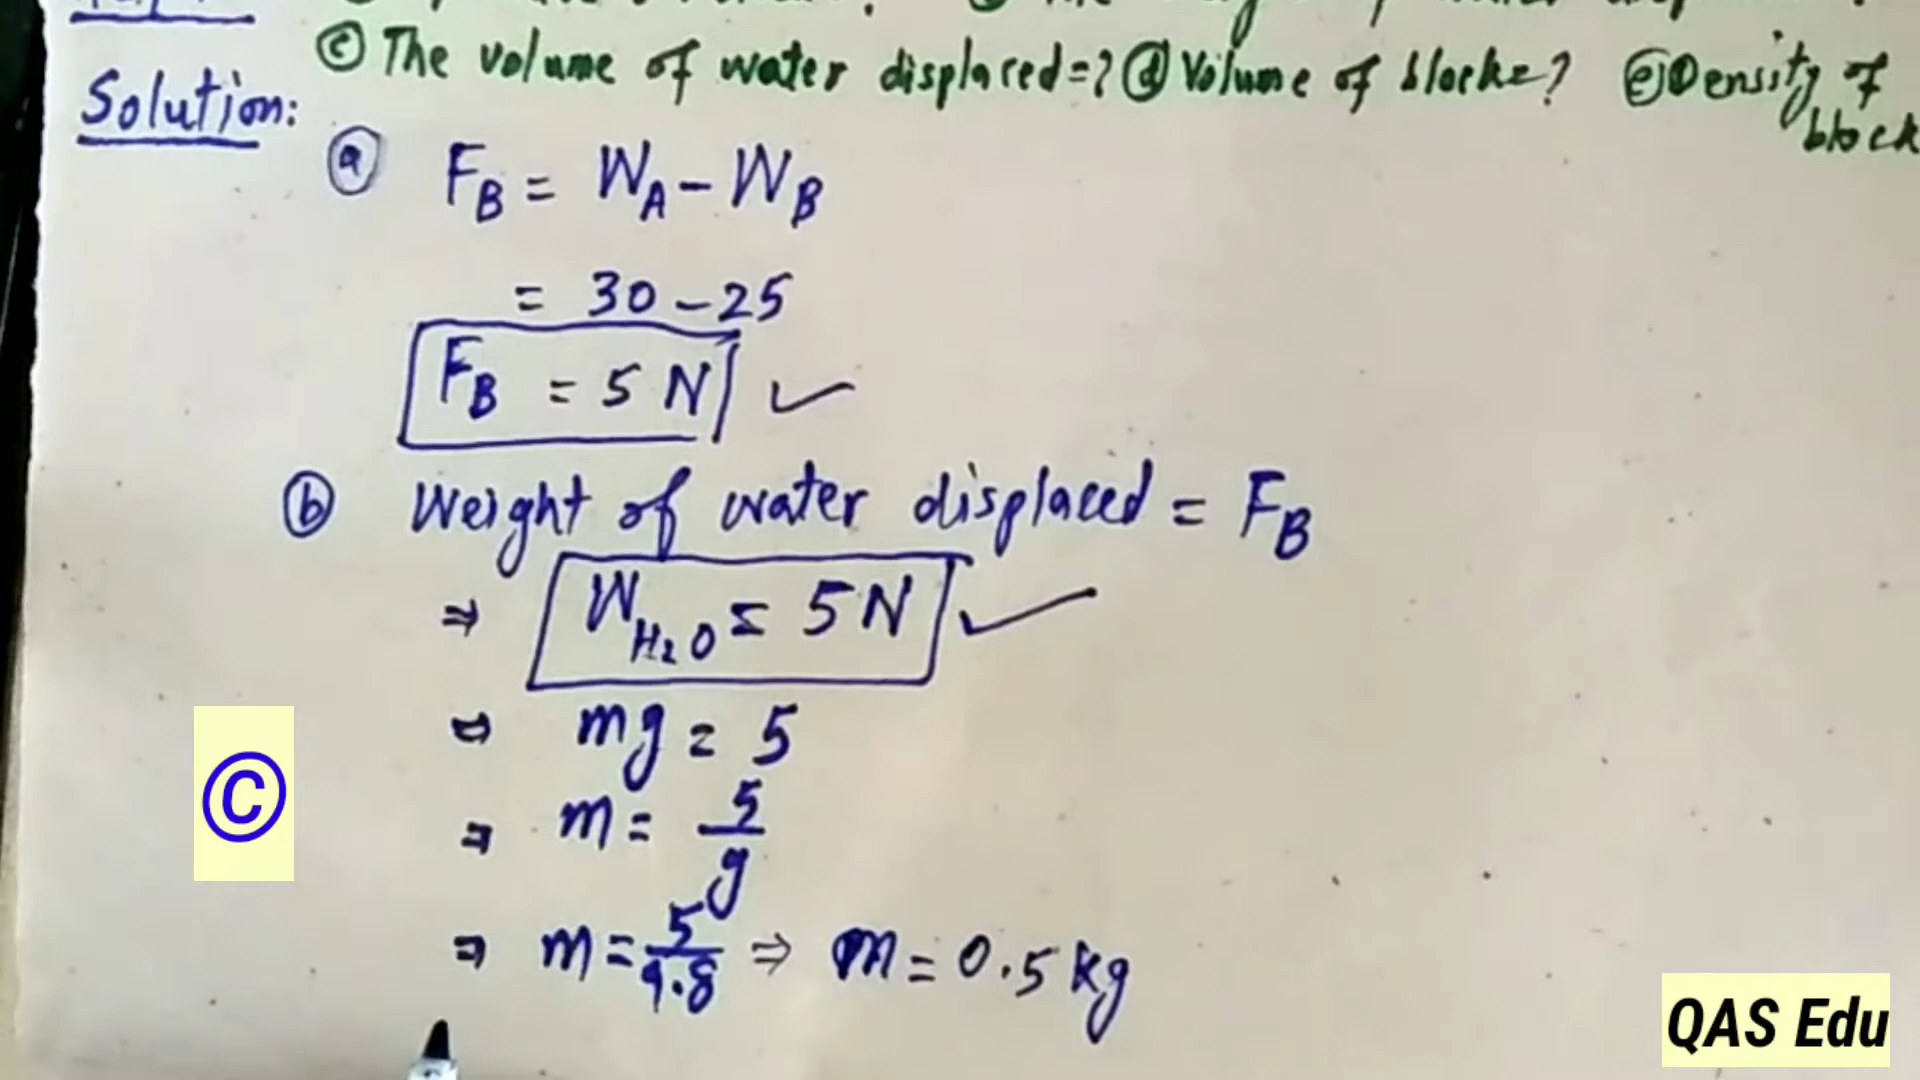 © The volume of water displaced=? ⓓ Volume of block=? ⓔ Density of block
Solution:
ⓐ F_B = W_A - W_B
= 30 - 25
F_B = 5 N ✓
ⓑ Weight of water displaced = F_B
⇒ W_H₂O = 5 N ✓
⇒ mg = 5
© ⇒ m = 5/g
⇒ m = 5/9.8 ⇒ m = 0.5 kg
QAS Edu